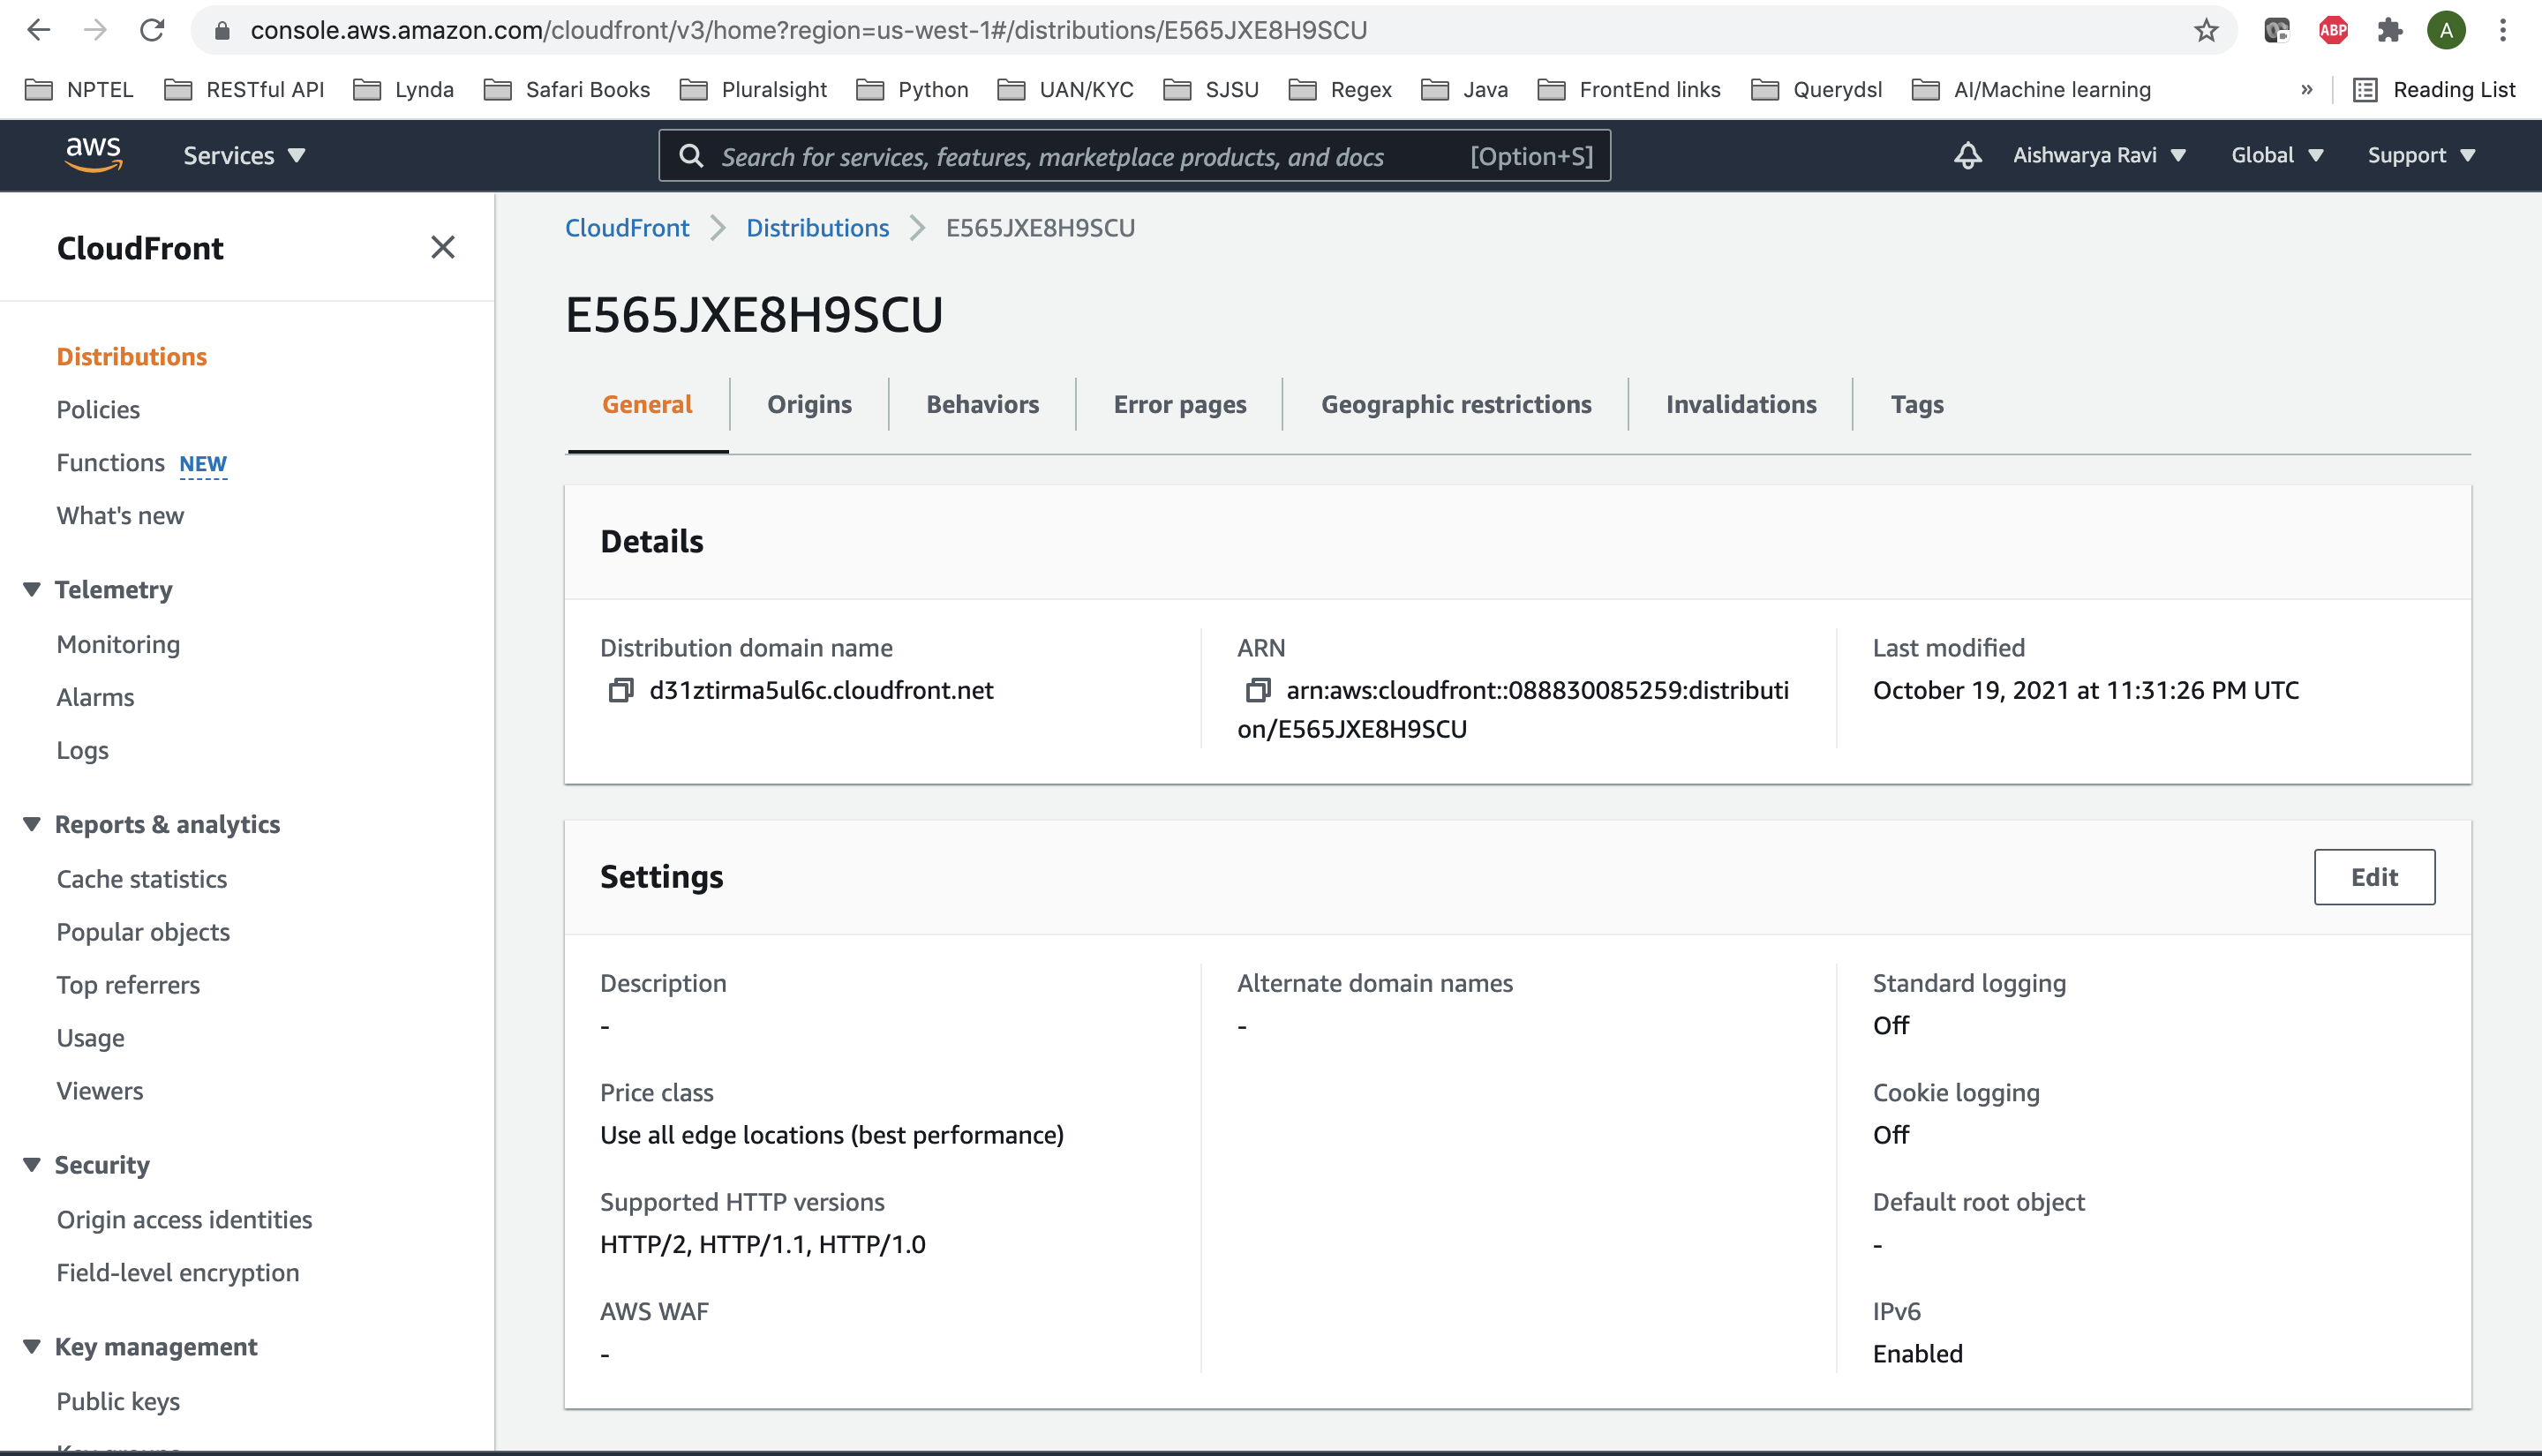 console.aws.amazon.com/cloudfront/v3/home?region=us-west-1#/distributions/E565JXE8H9SCU
ABP
A
NPTEL RESTful API Lynda Safari Books Pluralsight Python UAN/KYC SJSU Regex Java FrontEnd links Querydsl AI/Machine learning » Reading List
aws Services Search for services, features, marketplace products, and docs [Option+S] Aishwarya Ravi Global Support
CloudFront
Distributions
Policies
Functions NEW
What's new
Telemetry
Monitoring
Alarms
Logs
Reports & analytics
Cache statistics
Popular objects
Top referrers
Usage
Viewers
Security
Origin access identities
Field-level encryption
Key management
Public keys
CloudFront Distributions E565JXE8H9SCU
E565JXE8H9SCU
General Origins Behaviors Error pages Geographic restrictions Invalidations Tags
Details
Distribution domain name
d31ztirma5ul6c.cloudfront.net
ARN
arn:aws:cloudfront::088830085259:distributi
on/E565JXE8H9SCU
Last modified
October 19, 2021 at 11:31:26 PM UTC
Settings
Edit
Description
-
Price class
Use all edge locations (best performance)
Supported HTTP versions
HTTP/2, HTTP/1.1, HTTP/1.0
AWS WAF
-
Alternate domain names
-
Standard logging
Off
Cookie logging
Off
Default root object
-
IPv6
Enabled